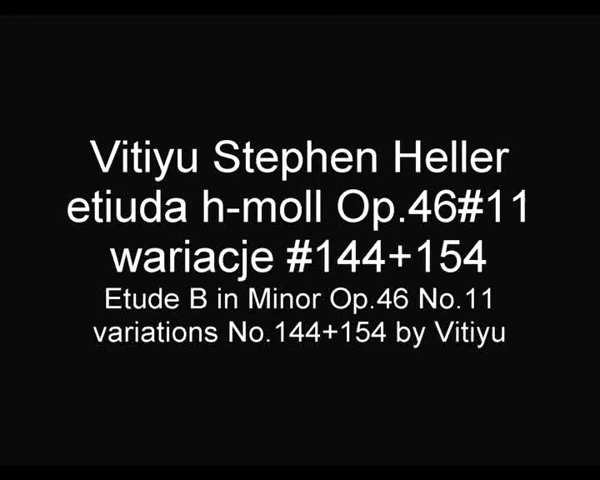 Vitiyu Stephen Heller
etiuda h-moll Op.46#11
wariacje #144+154
Etude B in Minor Op.46 No.11
variations No.144+154 by Vitiyu